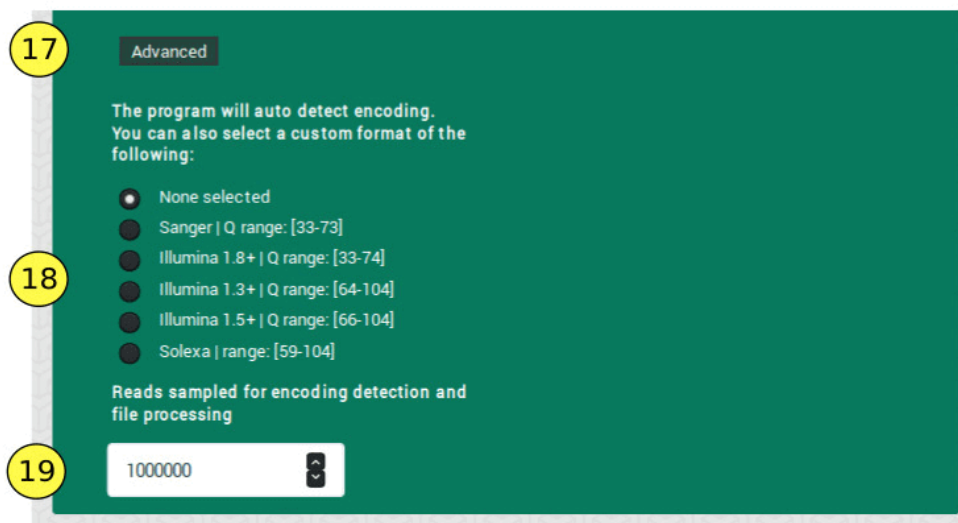 17
Advanced
The program will auto detect encoding.
You can also select a custom format of the
following:
None selected
Sanger | Q range: [33-73]
Illumina 1.8+ | Q range: [33-74]
18
Illumina 1.3+ | Q range: [64-104]
Illumina 1.5+ | Q range: [66-104]
Solexa | range: [59-104]
Reads sampled for encoding detection and
file processing
19
1000000